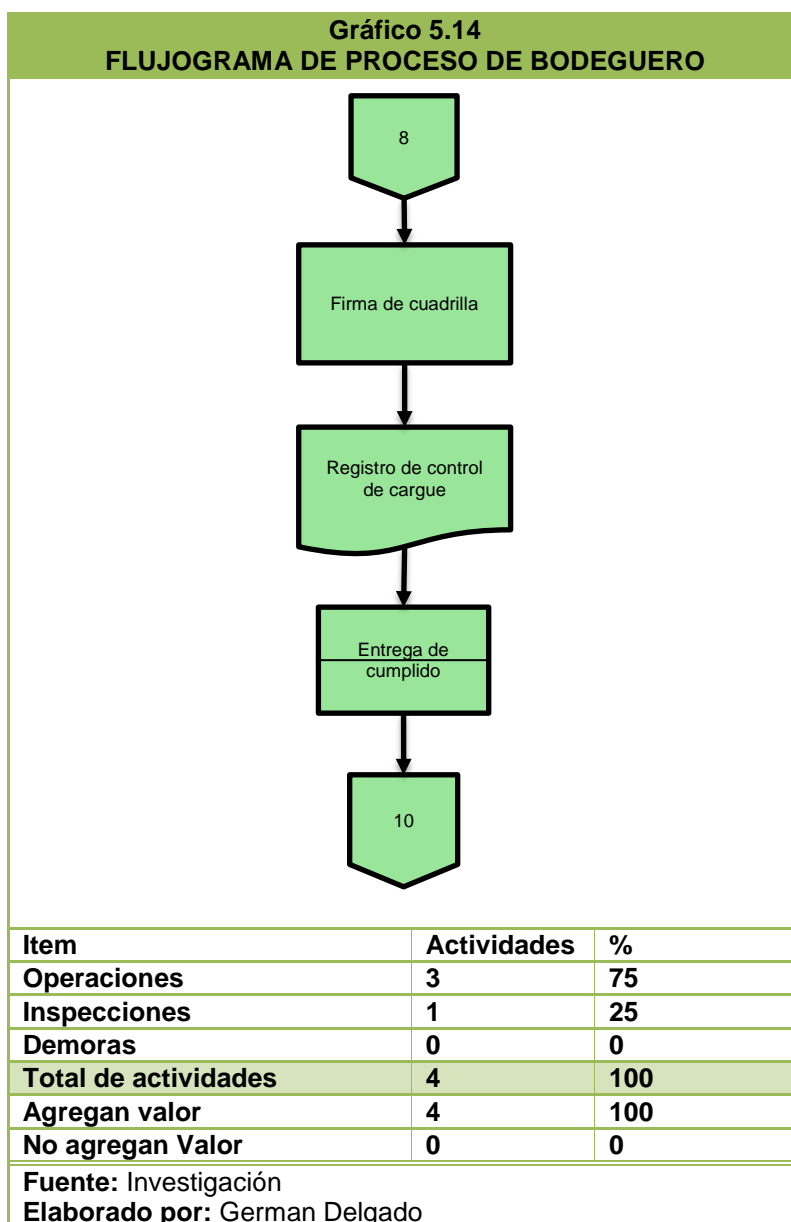 Gráfico 5.14
FLUJOGRAMA DE PROCESO DE BODEGUERO
8
Firma de cuadrilla
Registro de control
de cargue
Entrega de
cumplido
10
Item Actividades %
Operaciones 3 75
Inspecciones 1 25
Demoras 0 0
Total de actividades 4 100
Agregan valor 4 100
No agregan Valor 0 0
Fuente: Investigación
Elaborado por: German Delgado